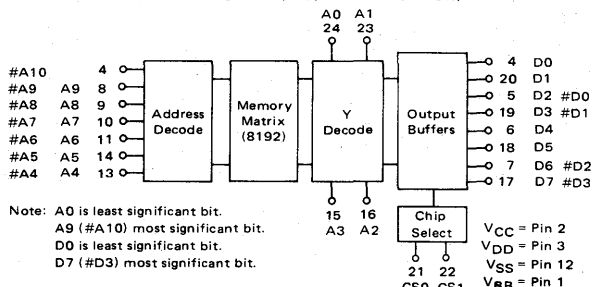 A0 A1
24 23
#A10 4
#A9 A9 8
#A8 A8 9
#A7 A7 10
#A6 A6 11
#A5 A5 14
#A4 A4 13
Address
Decode
Memory
Matrix
(8192)
Y
Decode
Output
Buffers
4 D0
20 D1
5 D2 #D0
19 D3 #D1
6 D4
18 D5
7 D6 #D2
17 D7 #D3
15 16
A3 A2
Chip
Select
21 22
CS0 CS1
Note: A0 is least significant bit.
A9 (#A10) most significant bit.
D0 is least significant bit.
D7 (#D3) most significant bit.
VCC = Pin 2
VDD = Pin 3
VSS = Pin 12
VBB = Pin 1